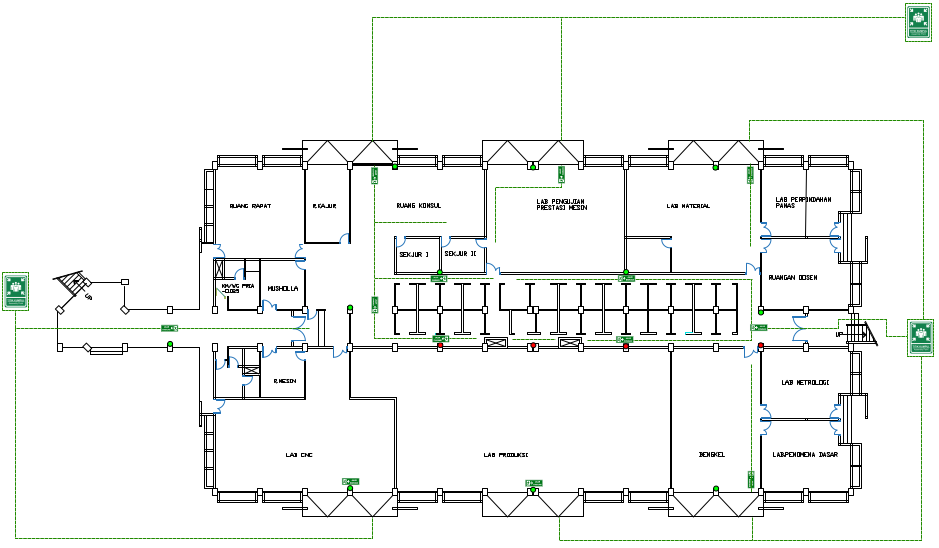 RUANG RAPAT
R.KAJUR
RUANG KONSUL
LAB PENGUJIAN
PRESTASI MESIN
LAB MATERIAL
LAB PERPINDAHAN
PANAS
SEKJUR I
SEKJUR II
RUANGAN DOSEN
KM/WC PRIA
MUSHOLLA
UP
UP
R.MESIN
LAB METROLOGI
LAB CNC
LAB PRODUKSI
BENGKEL
LAB.FENOMENA DASAR